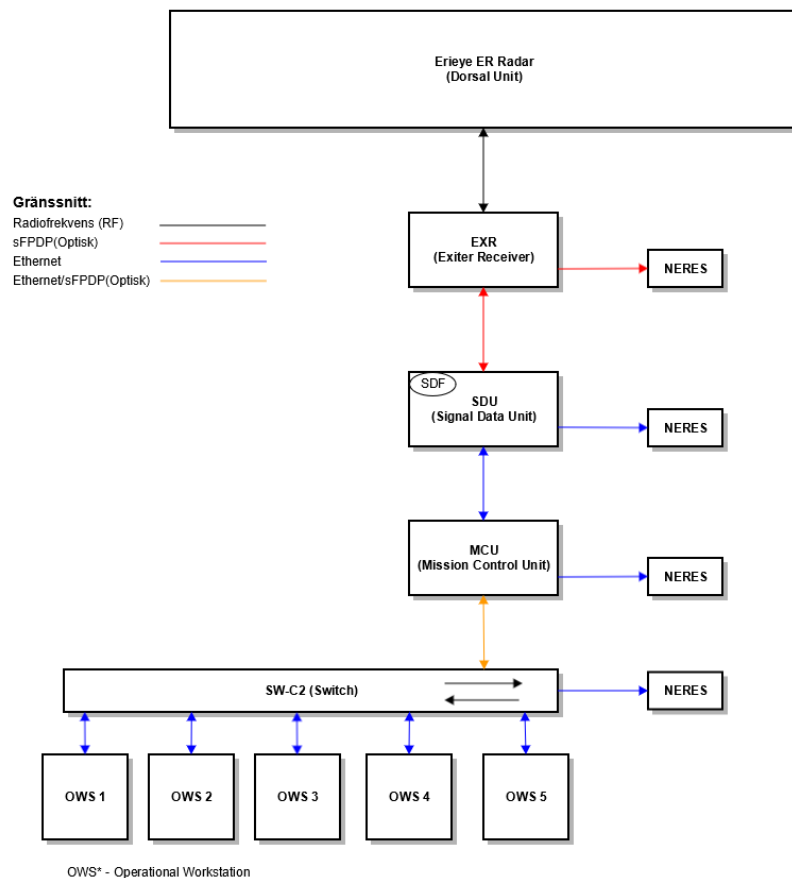 Erieye ER Radar
(Dorsal Unit)
Gränssnitt:
Radiofrekvens (RF)
sFPDP(Optisk)
Ethernet
Ethernet/sFPDP(Optisk)
EXR
(Exiter Receiver)
NERES
SDF
SDU
(Signal Data Unit)
NERES
MCU
(Mission Control Unit)
NERES
SW-C2 (Switch)
NERES
OWS 1
OWS 2
OWS 3
OWS 4
OWS 5
OWS* - Operational Workstation